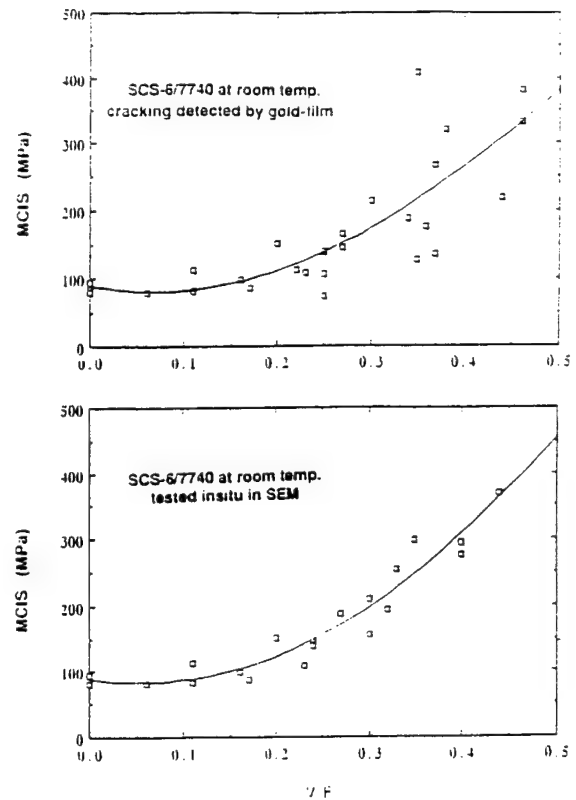 500
400
300
200
100
0
MCIS (MPa)
SCS-6/7740 at room temp.
cracking detected by gold-film
0.0 0.1 0.2 0.3 0.4 0.5
500
400
300
200
100
0
MCIS (MPa)
SCS-6/7740 at room temp.
tested insitu in SEM
0.0 0.1 0.2 0.3 0.4 0.5